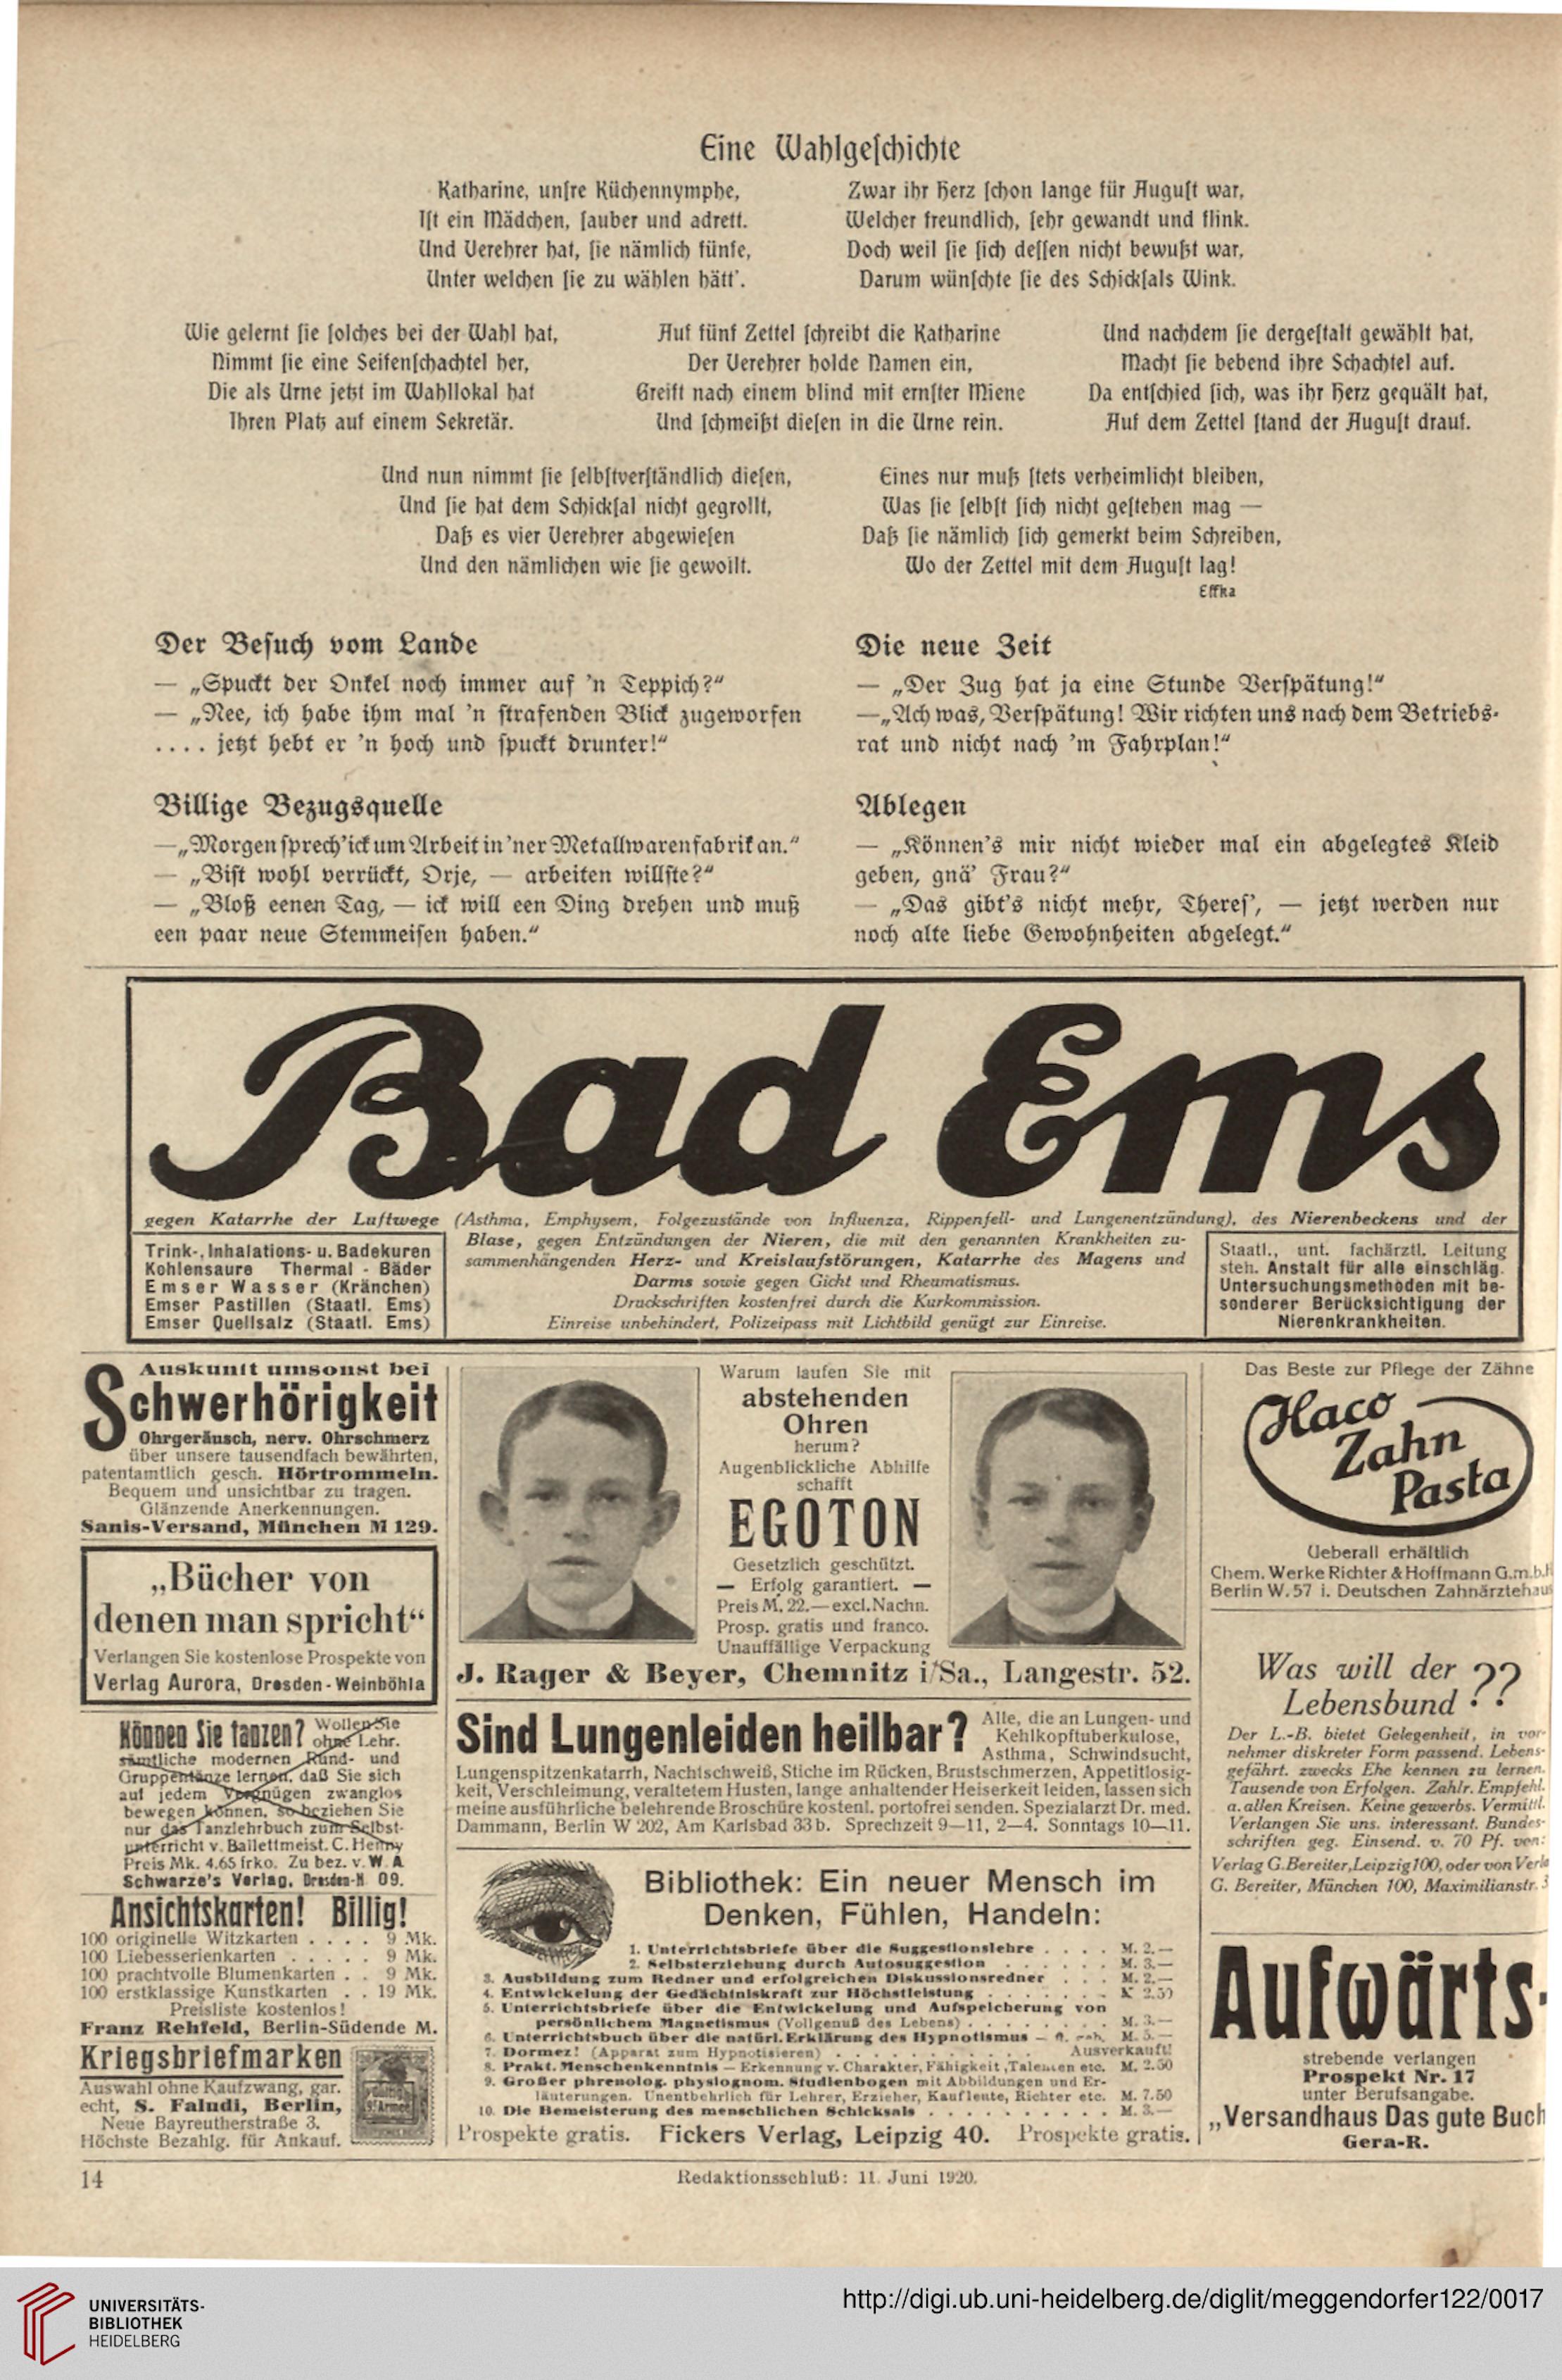 Eine Wahlgeſchichte
Katharine, unſre Küchennymphe,
Iſt ein Mädchen, ſauber und adrett.
Und Verehrer hat, ſie nämlich fünfe,
Unter welchen ſie zu wählen hätt'.
Zwar ihr Herz ſchon lange für Auguſt war,
Welcher freundlich, ſehr gewandt und flink.
Doch weil ſie ſich deſſen nicht bewußt war,
Darum wünſchte ſie des Schickſals Wink.
Wie gelernt ſie ſolches bei der Wahl hat,
Nimmt ſie eine Seifenſchachtel her,
Die als Urne jetzt im Wahllokal hat
Ihren Platz auf einem Sekretär.
Auf fünf Zettel ſchreibt die Katharine
Der Verehrer holde Namen ein,
Greift nach einem blind mit ernſter Miene
Und ſchmeißt dieſen in die Urne rein.
Und nachdem ſie dergeſtalt gewählt hat,
Macht ſie bebend ihre Schachtel auf.
Da entſchied ſich, was ihr Herz gequält hat,
Auf dem Zettel ſtand der Auguſt drauf.
Und nun nimmt ſie ſelbſtverſtändlich dieſen,
Und ſie hat dem Schickſal nicht gegrollt,
Daß es vier Verehrer abgewieſen
Und den nämlichen wie ſie gewollt.
Eines nur muß ſtets verheimlicht bleiben,
Was ſie ſelbſt ſich nicht geſtehen mag —
Daß ſie nämlich ſich gemerkt beim Schreiben,
Wo der Zettel mit dem Auguſt lag!
Effka
Der Beſuch vom Lande
— „Spuckt der Onkel noch immer auf 'n Teppich?“
— „Nee, ich habe ihm mal 'n ſtrafenden Blick zugeworfen
.... jetzt hebt er 'n hoch und ſpuckt drunter!“
Die neue Zeit
— „Der Zug hat ja eine Stunde Verſpätung!“
— „Ach was, Verſpätung! Wir richten uns nach dem Betriebs-
rat und nicht nach 'm Fahrplan!“
Billige Bezugsquelle
— „Morgen ſprech' ick um Arbeit in 'ner Metallwarenfabrik an.“
— „Biſt wohl verrückt, Orje, — arbeiten willſte?“
— „Bloß eenen Tag, — ick will een Ding drehen und muß
een paar neue Stemmeiſen haben.“
Ablegen
— „Können's mir nicht wieder mal ein abgelegtes Kleid
geben, gnä' Frau?“
— „Das gibt's nicht mehr, Thereſ', — jetzt werden nur
noch alte liebe Gewohnheiten abgelegt.“
Bad Ems
gegen Katarrhe der Luftwege (Asthma, Emphysem, Folgezustände von Influenza, Rippenfell- und Lungenentzündung), des Nierenbeckens und der
Blase, gegen Entzündungen der Nieren, die mit den genannten Krankheiten zu-
sammenhängenden Herz- und Kreislaufstörungen, Katarrhe des Magens und
Darms sowie gegen Gicht und Rheumatismus.
Druckschriften kostenfrei durch die Kurkommission.
Einreise unbehindert, Polizeipass mit Lichtbild genügt zur Einreise.
Trink-, Inhalations- u. Badekuren
Kohlensaure Thermal - Bäder
Emser Wasser (Kränchen)
Emser Pastillen (Staatl. Ems)
Emser Quellsalz (Staatl. Ems)
Staatl., unt. fachärztl. Leitung
steh. Anstalt für alle einschläg.
Untersuchungsmethoden mit be-
sonderer Berücksichtigung der
Nierenkrankheiten.
Auskunft umsonst bei
Schwerhörigkeit
Ohrgeräusch, nerv. Ohrschmerz
über unsere tausendfach bewährten,
patentamtlich gesch. Hörtrommeln.
Bequem und unsichtbar zu tragen.
Glänzende Anerkennungen.
Sanis-Versand, München M 129.
„Bücher von
denen man spricht“
Verlangen Sie kostenlose Prospekte von
Verlag Aurora, Dresden-Weinböhla
Können Sie tanzen? Wollen Sie
ohne Lehr.
sämtliche modernen Rund- und
Gruppentänze lernen, daß Sie sich
auf jedem Vergnügen zwanglos
bewegen können, so beziehen Sie
nur das Tanzlehrbuch zum Selbst-
unterricht v. Ballettmeist. C. Henny
Preis Mk. 4.65 frko. Zu bez. v. W. A.
Schwarze's Verlag, Dresden-N 09.
Ansichtskarten! Billig!
100 originelle Witzkarten . . . . 9 Mk.
100 Liebesserienkarten . . . . . 9 Mk.
100 prachtvolle Blumenkarten . . 9 Mk.
100 erstklassige Kunstkarten . . 19 Mk.
Preisliste kostenlos!
Franz Rehfeld, Berlin-Südende M.
Kriegsbriefmarken
Auswahl ohne Kaufzwang, gar.
echt, S. Faludi, Berlin,
Neue Bayreutherstraße 3.
Höchste Bezahlg. für Ankauf.
Warum laufen Sie mit
abstehenden
Ohren
herum?
Augenblickliche Abhilfe
schafft
EGOTON
Gesetzlich geschützt.
— Erfolg garantiert. —
Preis M. 22.— excl. Nachn.
Prosp. gratis und franco.
Unauffällige Verpackung
J. Rager & Beyer, Chemnitz i/Sa., Langestr. 52.
Sind Lungenleiden heilbar? Alle, die an Lungen- und
Kehlkopftuberkulose,
Asthma, Schwindsucht,
Lungenspitzenkatarrh, Nachtschweiß, Stiche im Rücken, Brustschmerzen, Appetitlosig-
keit, Verschleimung, veraltetem Husten, lange anhaltender Heiserkeit leiden, lassen sich
meine ausführliche belehrende Broschüre kostenl. portofrei senden. Spezialarzt Dr. med.
Dammann, Berlin W 202, Am Karlsbad 33b. Sprechzeit 9—11, 2—4. Sonntags 10—11.
Bibliothek: Ein neuer Mensch im
Denken, Fühlen, Handeln:
1. Unterrichtsbriefe über die Suggestionslehre . . . . M. 2.—
2. Selbsterziehung durch Autosuggestion . . . . . . M. 3.—
3. Ausbildung zum Redner und erfolgreichen Diskussionsredner . . . M. 2.—
4. Entwickelung der Gedächtniskraft zur Höchstleistung . . . . . . . 2.50
5. Unterrichtsbriefe über die Entwickelung und Aufspeicherung von
persönlichem Magnetismus (Vollgenuß des Lebens) . . . . . . . . M. 3.—
6. Unterrichtsbuch über die natürl. Erklärung des Hypnotismus — M. 5.—
7. Dormez! (Apparat zum Hypnotisieren) . . . . . . . Ausverkauft!
8. Prakt. Menschenkenntnis — Erkennung v. Charakter, Fähigkeit, Talenten etc. M. 2.50
9. Großer phrenolog. physiognom. Studienbogen mit Abbildungen und Er-
läuterungen. Unentbehrlich für Lehrer, Erzieher, Kaufleute, Richter etc. M. 7.50
10. Die Bemeisterung des menschlichen Schicksals . . . . . . . . . . M. 3.—
Prospekte gratis. Fickers Verlag, Leipzig 40. Prospekte gratis.
Das Beste zur Pflege der Zähne
Haco
Zahn
Pasta
Ueberall erhältlich
Chem. Werke Richter & Hoffmann G.m.b.H
Berlin W. 57 i. Deutschen Zahnärztehaus
Was will der
Lebensbund ??
Der L.-B. bietet Gelegenheit, in vor-
nehmer diskreter Form passend. Lebens-
gefährt. zwecks Ehe kennen zu lernen.
Tausende von Erfolgen. Zahlr. Empfehl.
a. allen Kreisen. Keine gewerbs. Vermittl.
Verlangen Sie uns. interessant. Bundes-
schriften geg. Einsend. v. 70 Pf. von:
Verlag G. Bereiter, Leipzig 100, oder von
G. Bereiter, München 100, Maximilianstr.
Aufwärts-
strebende verlangen
Prospekt Nr. 17
unter Berufsangabe.
„Versandhaus Das gute Buch
Gera-R.
14
Redaktionsschluß: 11. Juni 1920.
UNIVERSITÄTS-
BIBLIOTHEK
HEIDELBERG
http://digi.ub.uni-heidelberg.de/diglit/meggendorfer122/0017